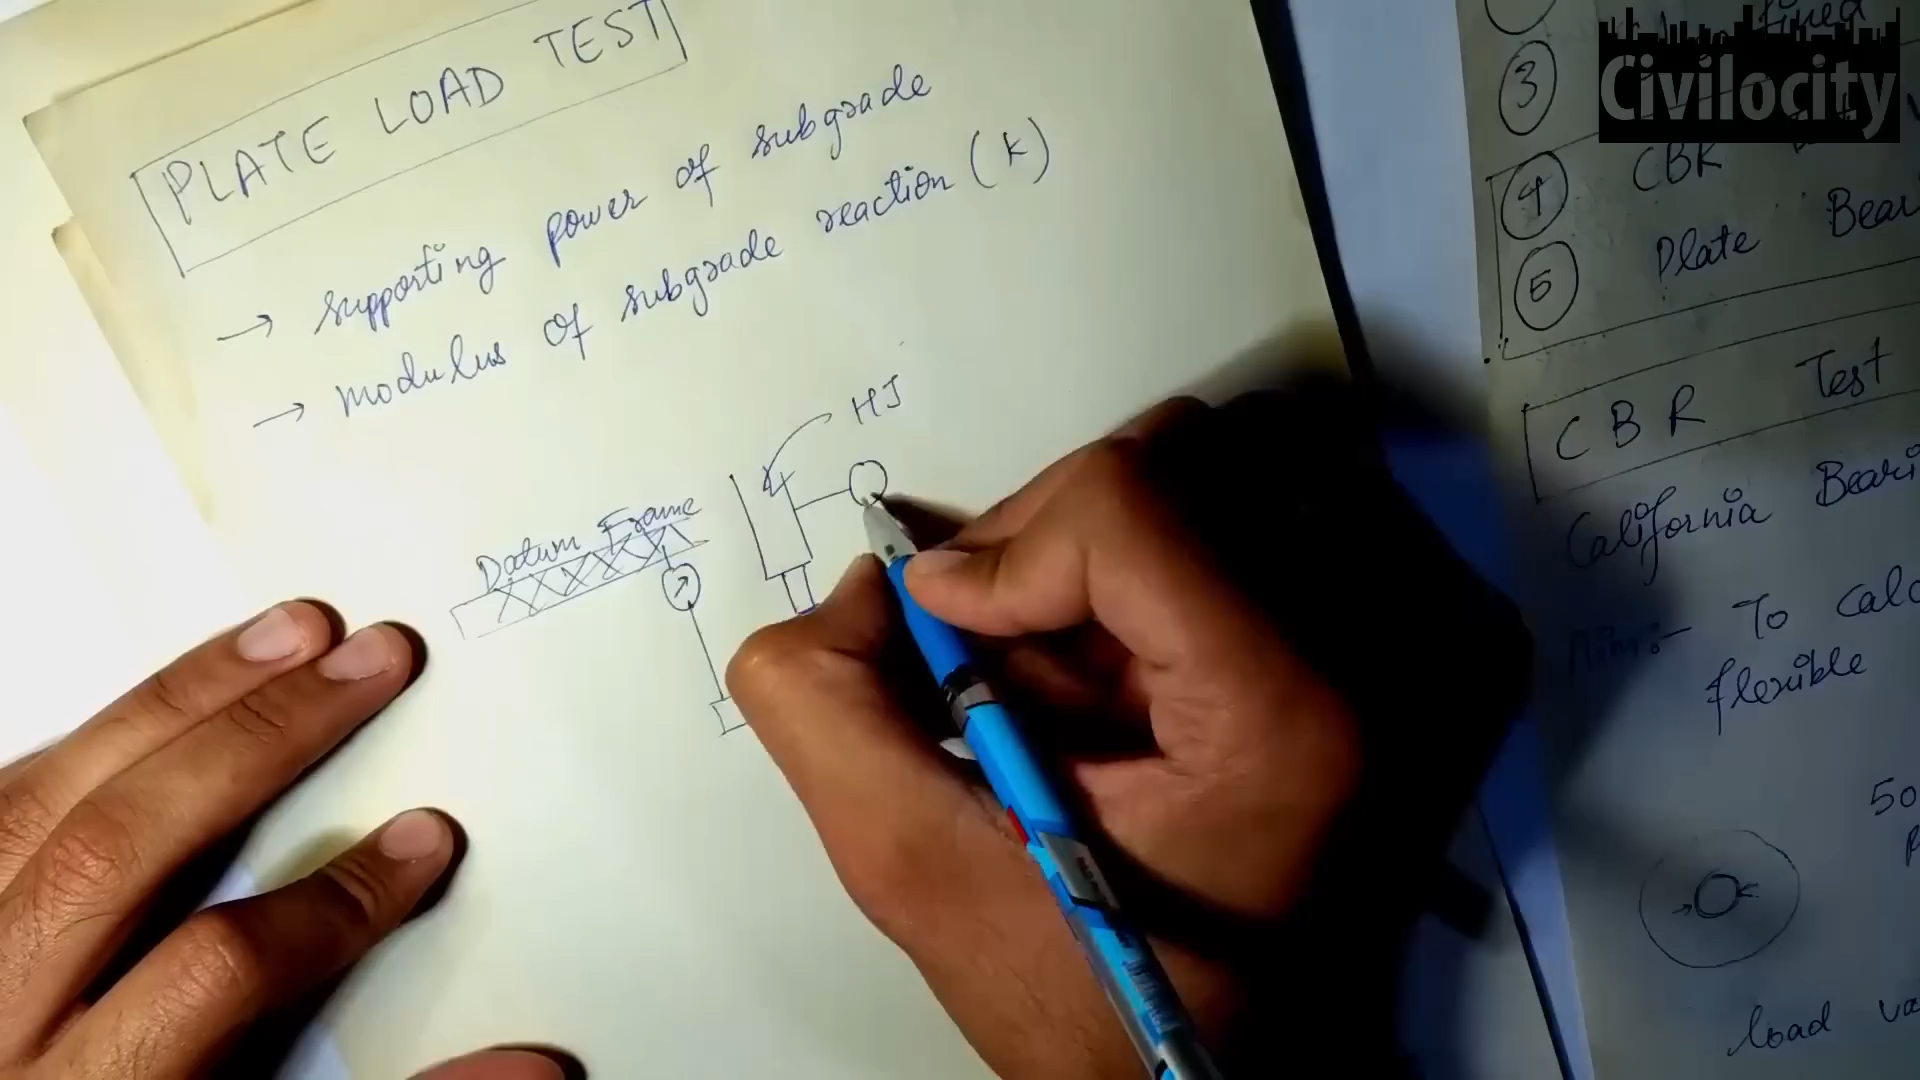 PLATE LOAD TEST
→ supporting power of subgrade
→ modulus of subgrade reaction (k)
HJ
Datum Frame
Civilocity
3
4 CBR
5 Plate
CBR Test
California
Aim:- To
flexible
load